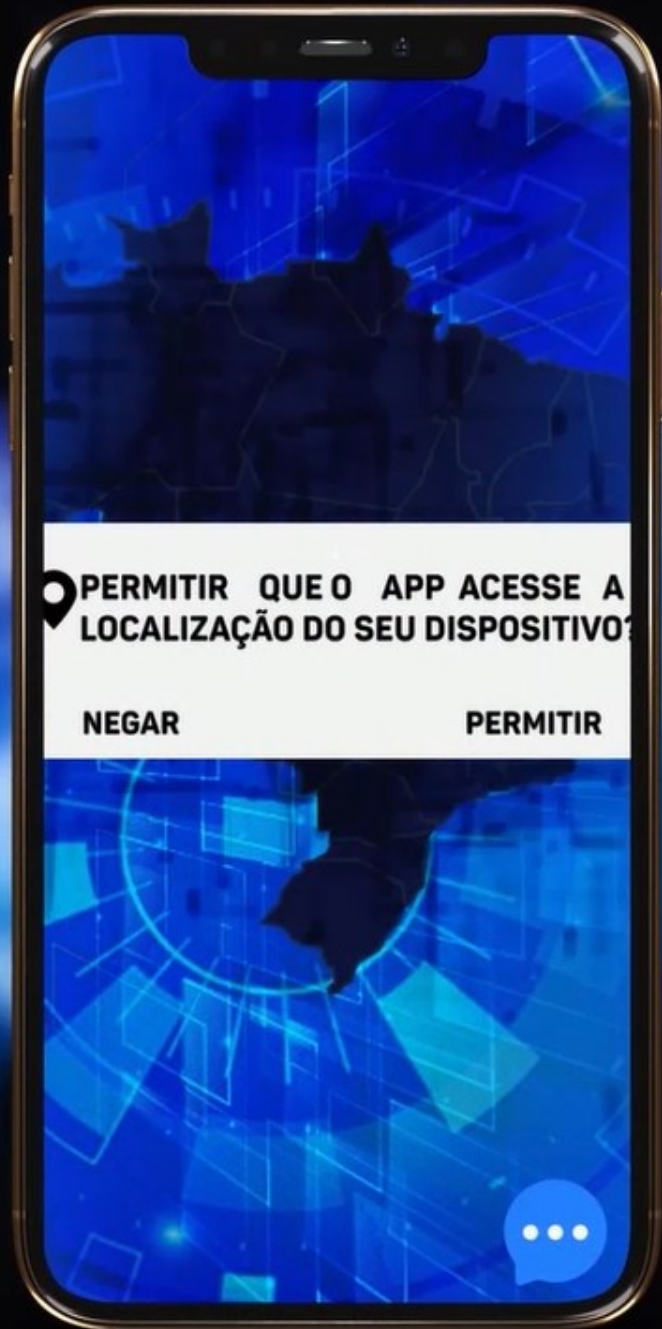 PERMITIR QUE O APP ACESSE A
LOCALIZAÇÃO DO SEU DISPOSITIVO?
NEGAR PERMITIR